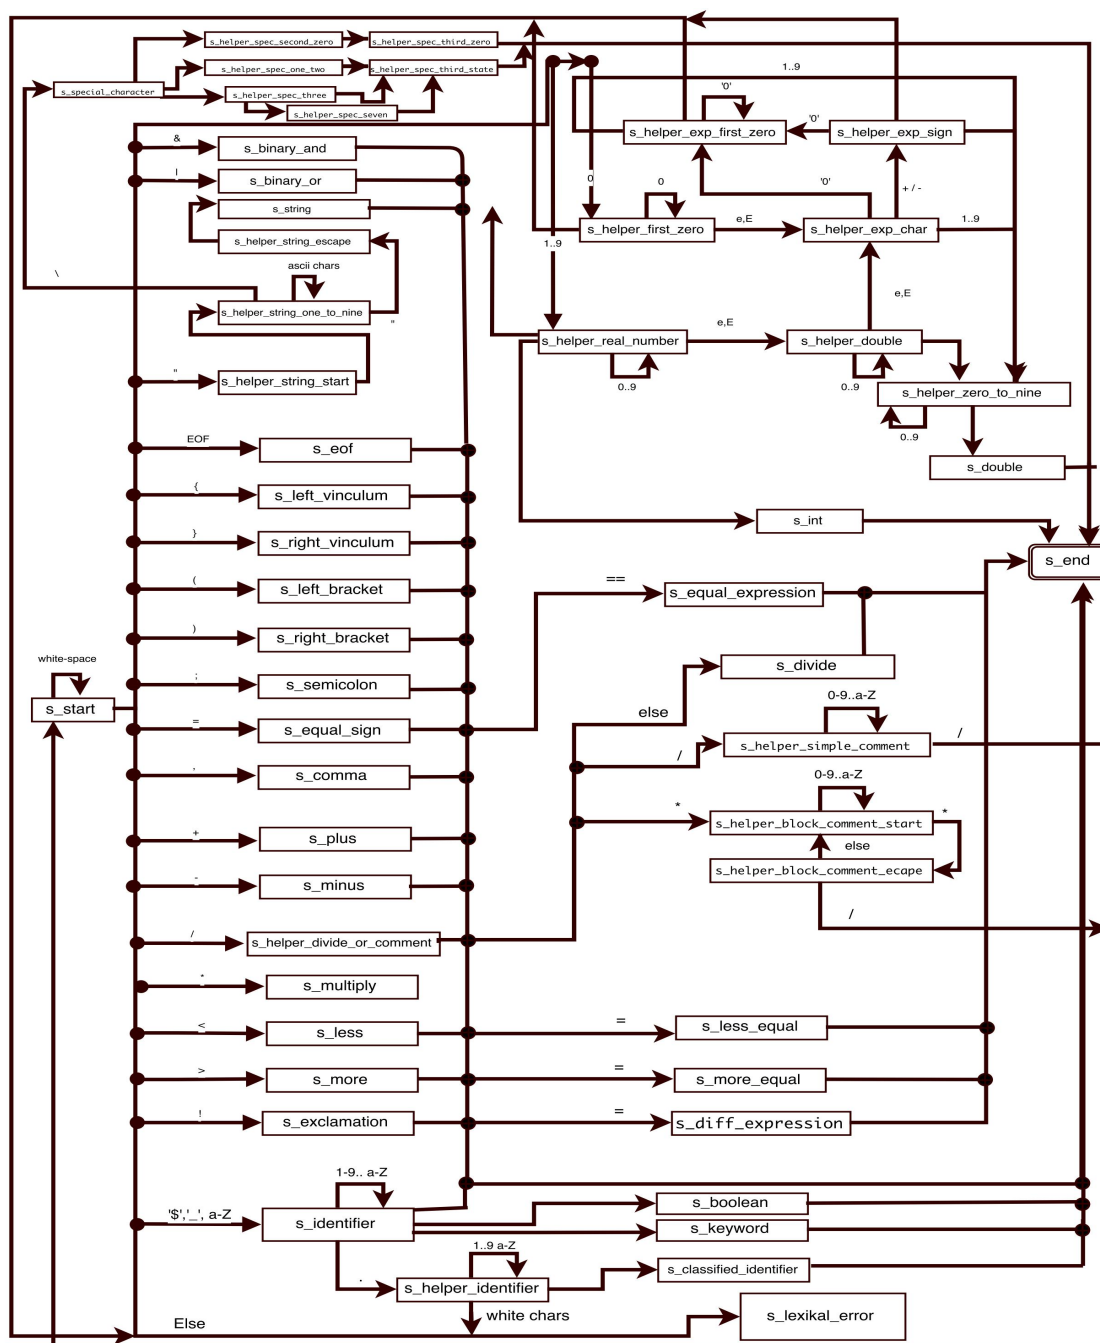 s_helper_spec_second_zero
s_helper_spec_third_zero
s_helper_spec_one_two
s_helper_spec_third_state
s_special_character
s_helper_spec_three
s_helper_spec_seven
1..9
'0'
s_helper_exp_first_zero
'0'
s_helper_exp_sign
&
s_binary_and
|
s_binary_or
s_string
s_helper_string_escape
0
0
s_helper_first_zero
e,E
'0'
+ / -
s_helper_exp_char
1..9
1..9
\
ascii chars
s_helper_string_one_to_nine
"
e,E
s_helper_real_number
e,E
s_helper_double
0..9
0..9
"
s_helper_string_start
s_helper_zero_to_nine
0..9
EOF
s_eof
s_double
{
s_left_vinculum
s_int
}
s_right_vinculum
s_end
(
s_left_bracket
==
s_equal_expression
)
s_right_bracket
s_divide
white-space
s_start
;
s_semicolon
else
0-9..a-Z
=
s_equal_sign
/
s_helper_simple_comment
/
,
s_comma
0-9..a-Z
*
s_helper_block_comment_start
*
+
s_plus
else
s_helper_block_comment_ecape
-
s_minus
/
/
s_helper_divide_or_comment
*
s_multiply
<
s_less
=
s_less_equal
>
s_more
=
s_more_equal
!
s_exclamation
=
s_diff_expression
1-9.. a-Z
'$','_', a-Z
s_identifier
s_boolean
s_keyword
1..9 a-Z
.
s_helper_identifier
s_classified_identifier
white chars
Else
s_lexikal_error